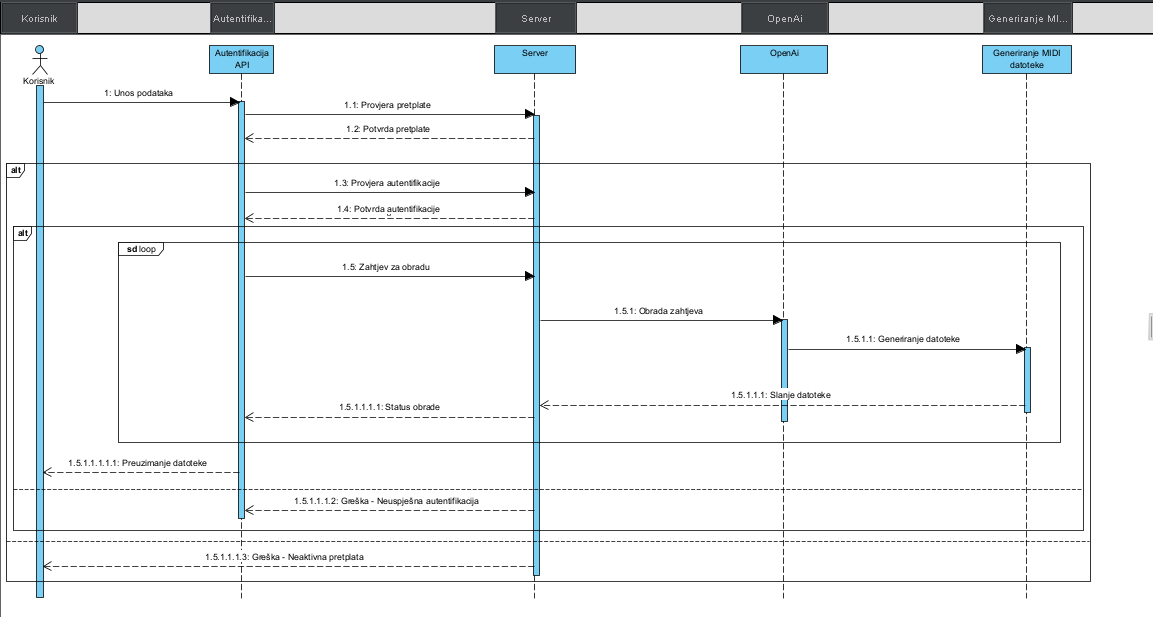 Korisnik
Autentifika...
Server
OpenAi
Generiranje MI...
Korisnik
Autentifikacija
API
Server
OpenAi
Generiranje MIDI
datoteke
1: Unos podataka
1.1: Provjera pretplate
1.2: Potvrda pretplate
alt
1.3: Provjera autentifikacije
1.4: Potvrda autentifikacije
alt
sd loop
1.5: Zahtjev za obradu
1.5.1: Obrada zahtjeva
1.5.1.1: Generiranje datoteke
1.5.1.1.1: Slanje datoteke
1.5.1.1.1.1: Status obrade
1.5.1.1.1.1.1: Preuzimanje datoteke
1.5.1.1.1.2: Greška - Neuspješna autentifikacija
1.5.1.1.1.3: Greška - Neaktivna pretplata